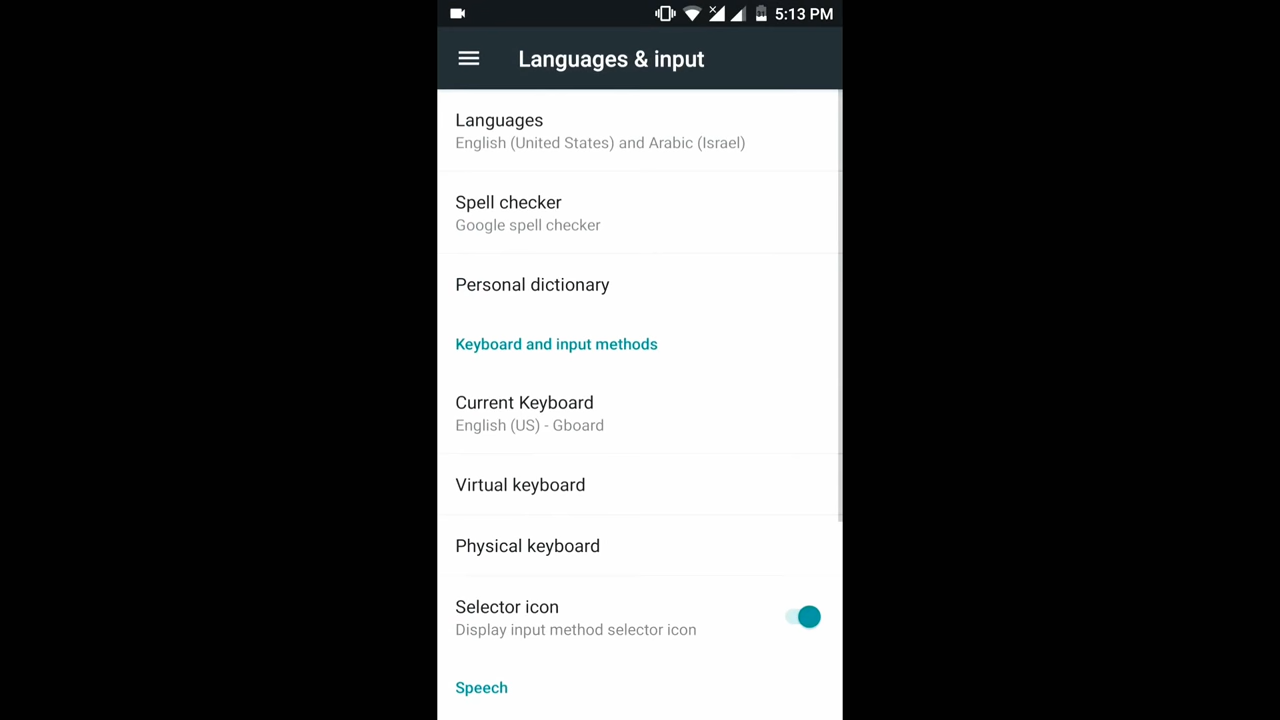 5:13 PM
Languages & input
Languages
English (United States) and Arabic (Israel)
Spell checker
Google spell checker
Personal dictionary
Keyboard and input methods
Current Keyboard
English (US) - Gboard
Virtual keyboard
Physical keyboard
Selector icon
Display input method selector icon
Speech